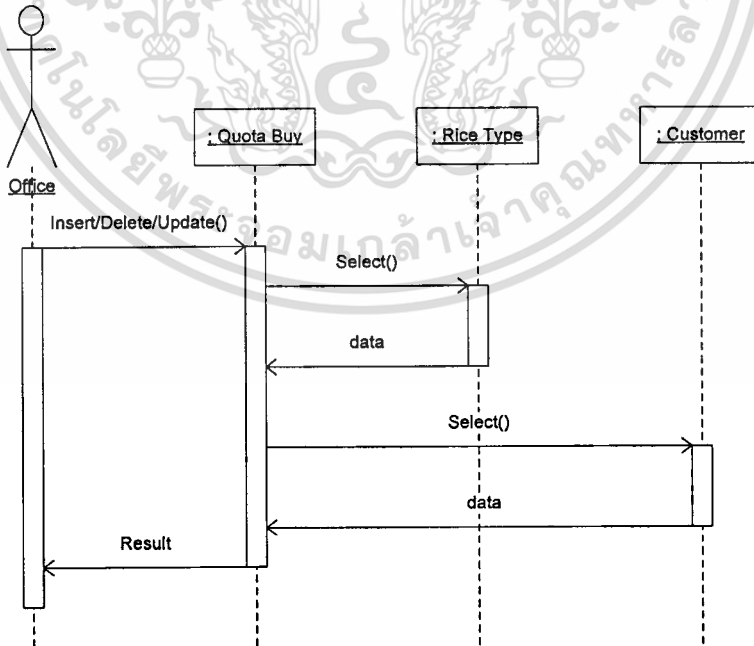 : Quota Buy
: Rice Type
: Customer
Office
Insert/Delete/Update()
Select()
data
Select()
data
Result